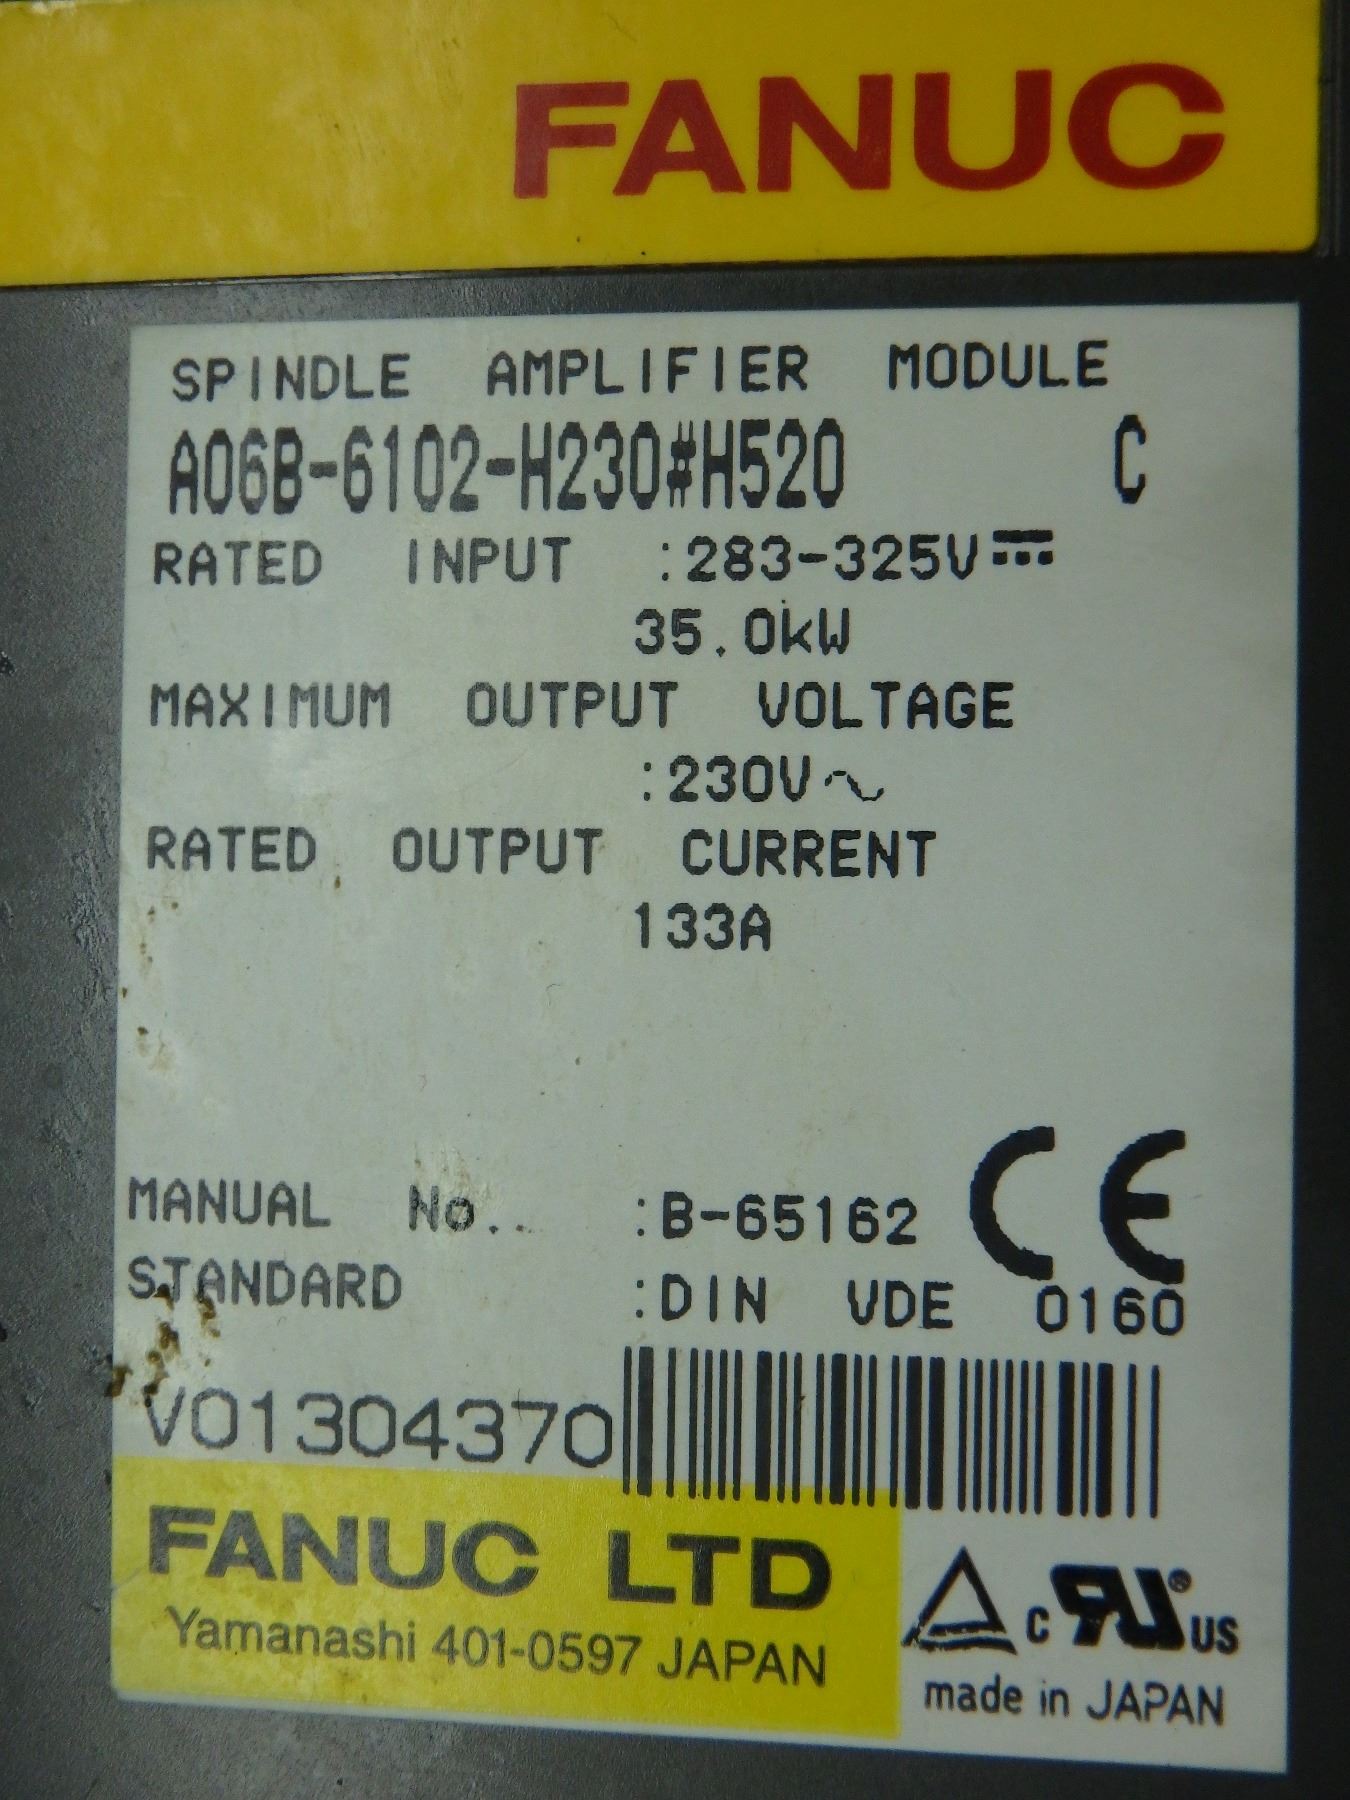 FANUC
SPINDLE AMPLIFIER MODULE
A06B-6102-H230#H520 C
RATED INPUT :283-325V⎓
35.0kW
MAXIMUM OUTPUT VOLTAGE
:230V~
RATED OUTPUT CURRENT
133A
MANUAL No.. :B-65162
CE
STANDARD :DIN VDE 0160
V01304370
FANUC LTD
Yamanashi 401-0597 JAPAN
c RU® US
made in JAPAN